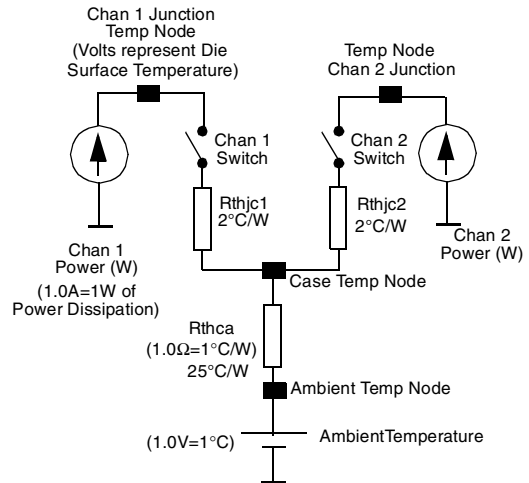 Chan 1 Junction
Temp Node
(Volts represent Die
Surface Temperature)
Temp Node
Chan 2 Junction
Chan 1
Switch
Chan 2
Switch
Rthjc1
2°C/W
Rthjc2
2°C/W
Chan 1
Power (W)
(1.0A=1W of
Power Dissipation)
Chan 2
Power (W)
Case Temp Node
Rthca
(1.0Ω=1°C/W)
25°C/W
Ambient Temp Node
(1.0V=1°C)
AmbientTemperature